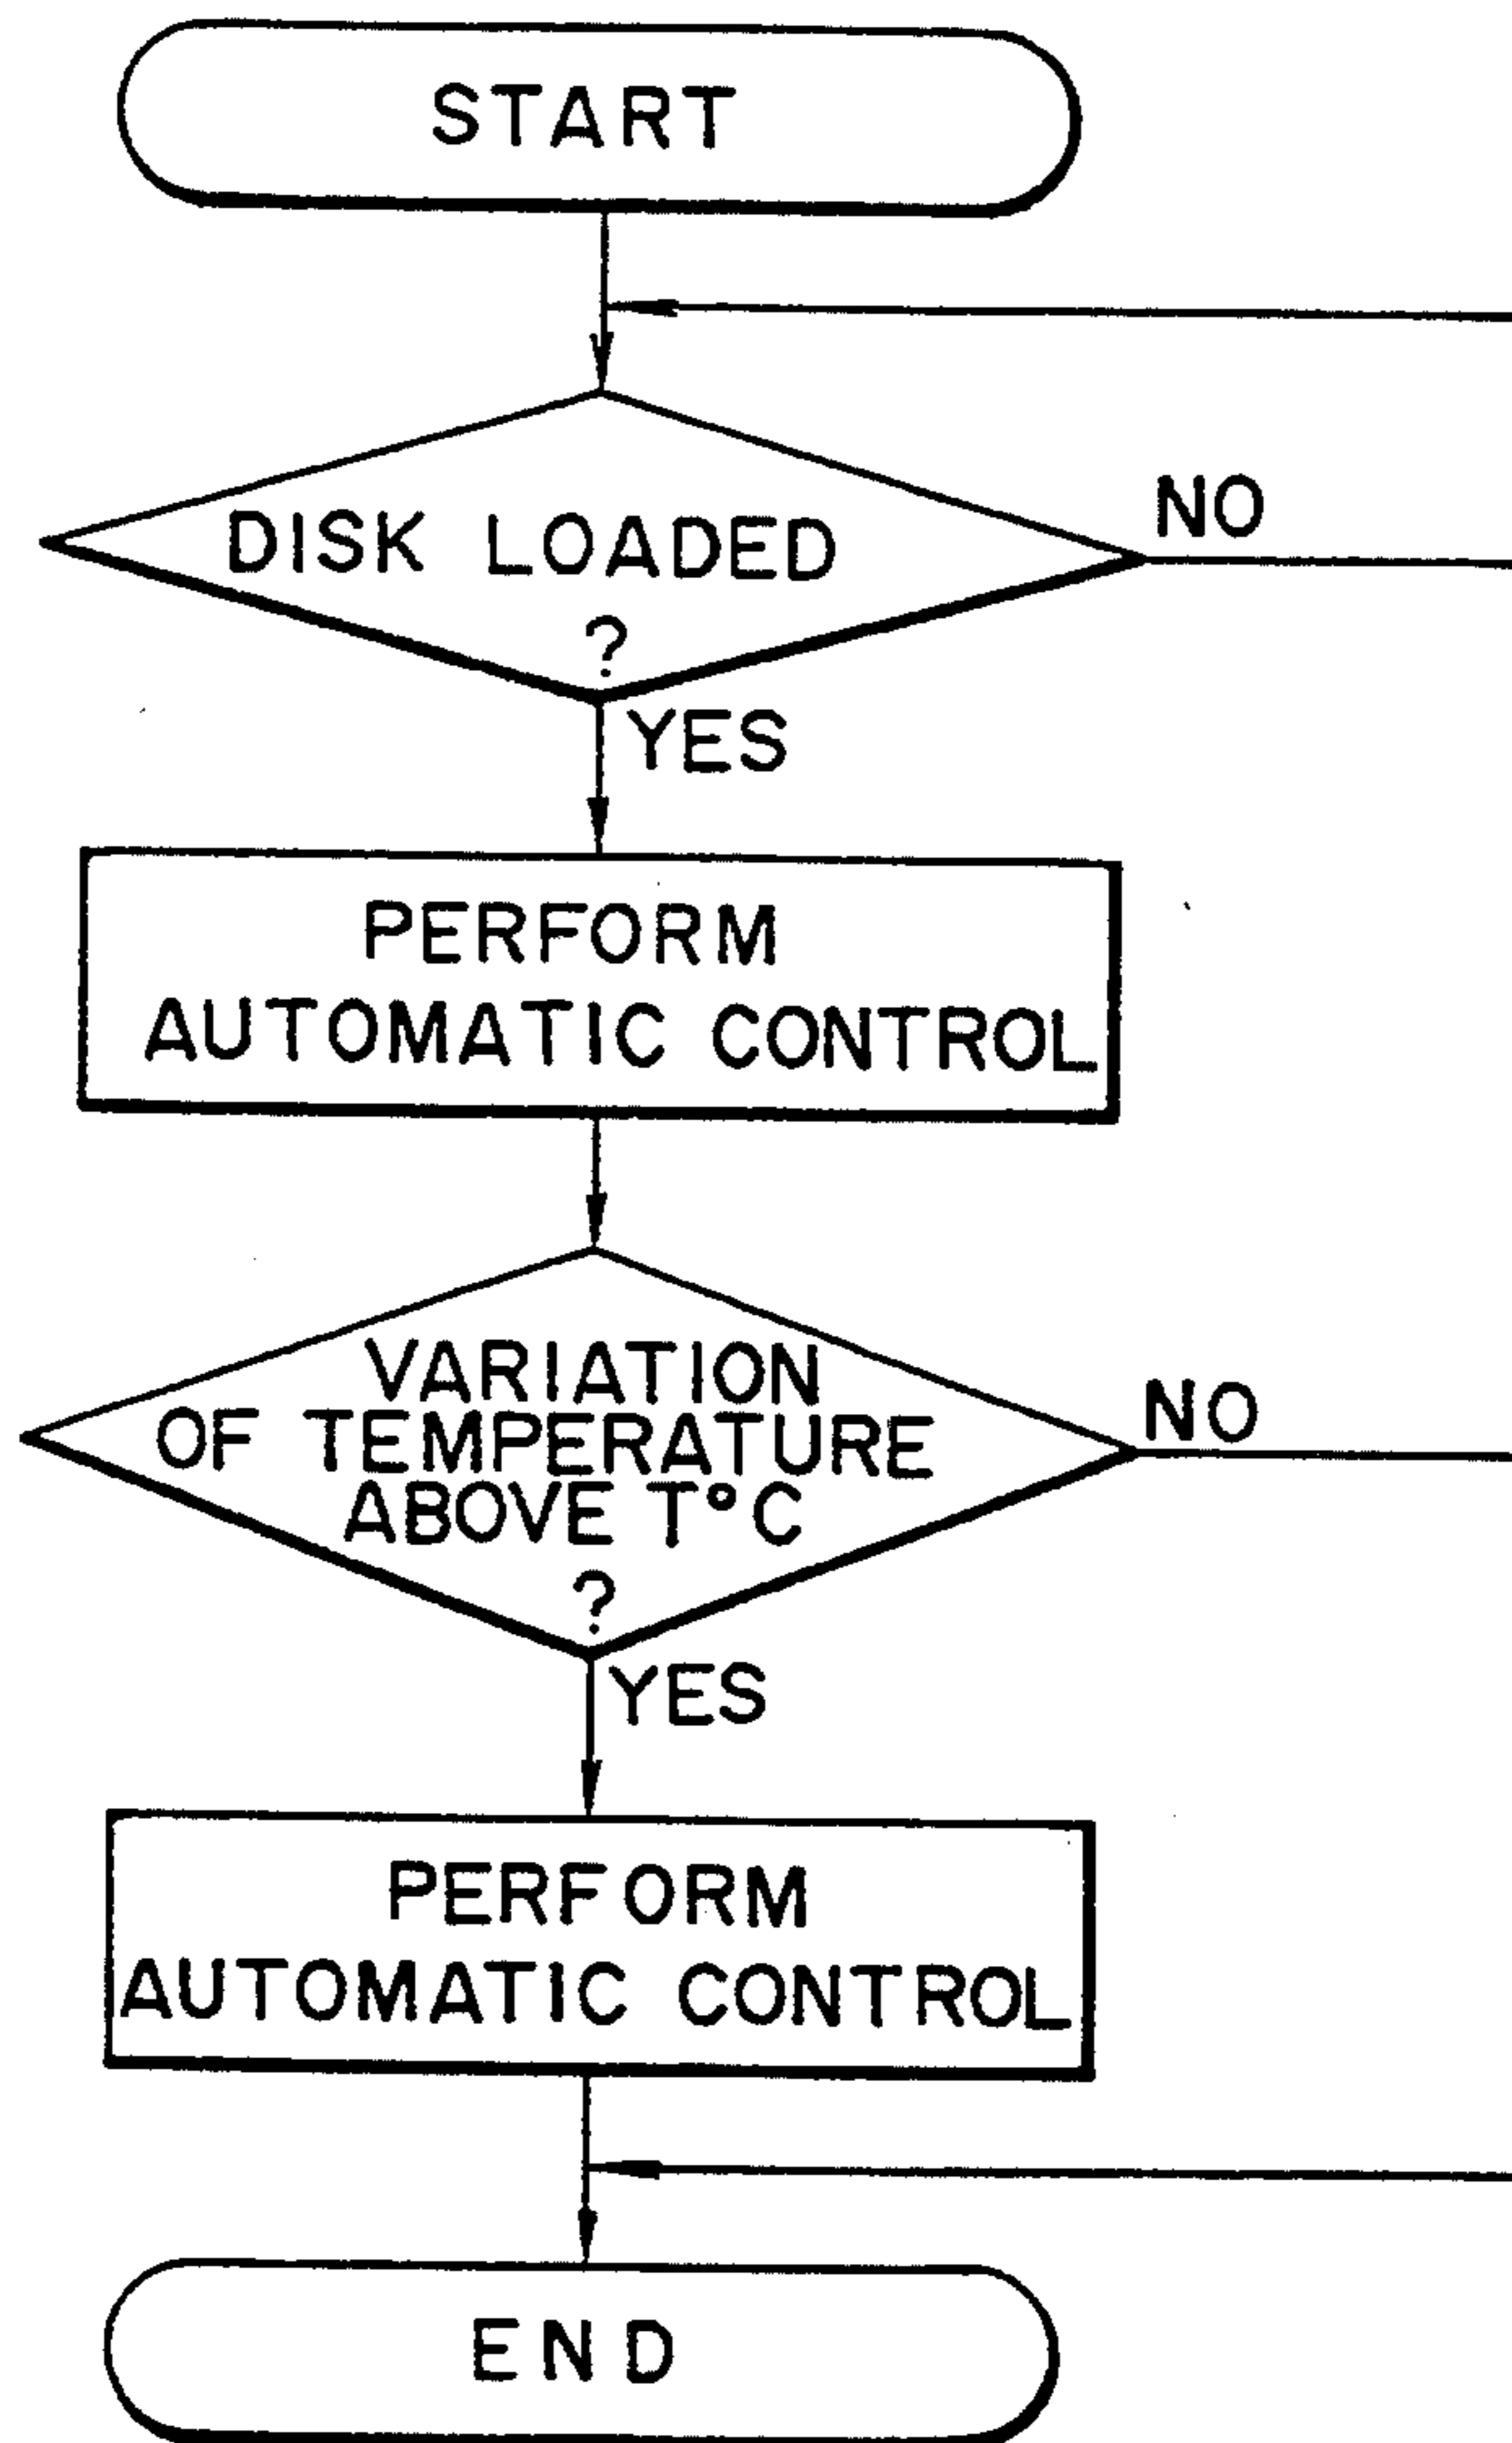 START
DISK LOADED
?
NO
YES
PERFORM
AUTOMATIC CONTROL
VARIATION
OF TEMPERATURE
ABOVE T°C
?
NO
YES
PERFORM
AUTOMATIC CONTROL
END